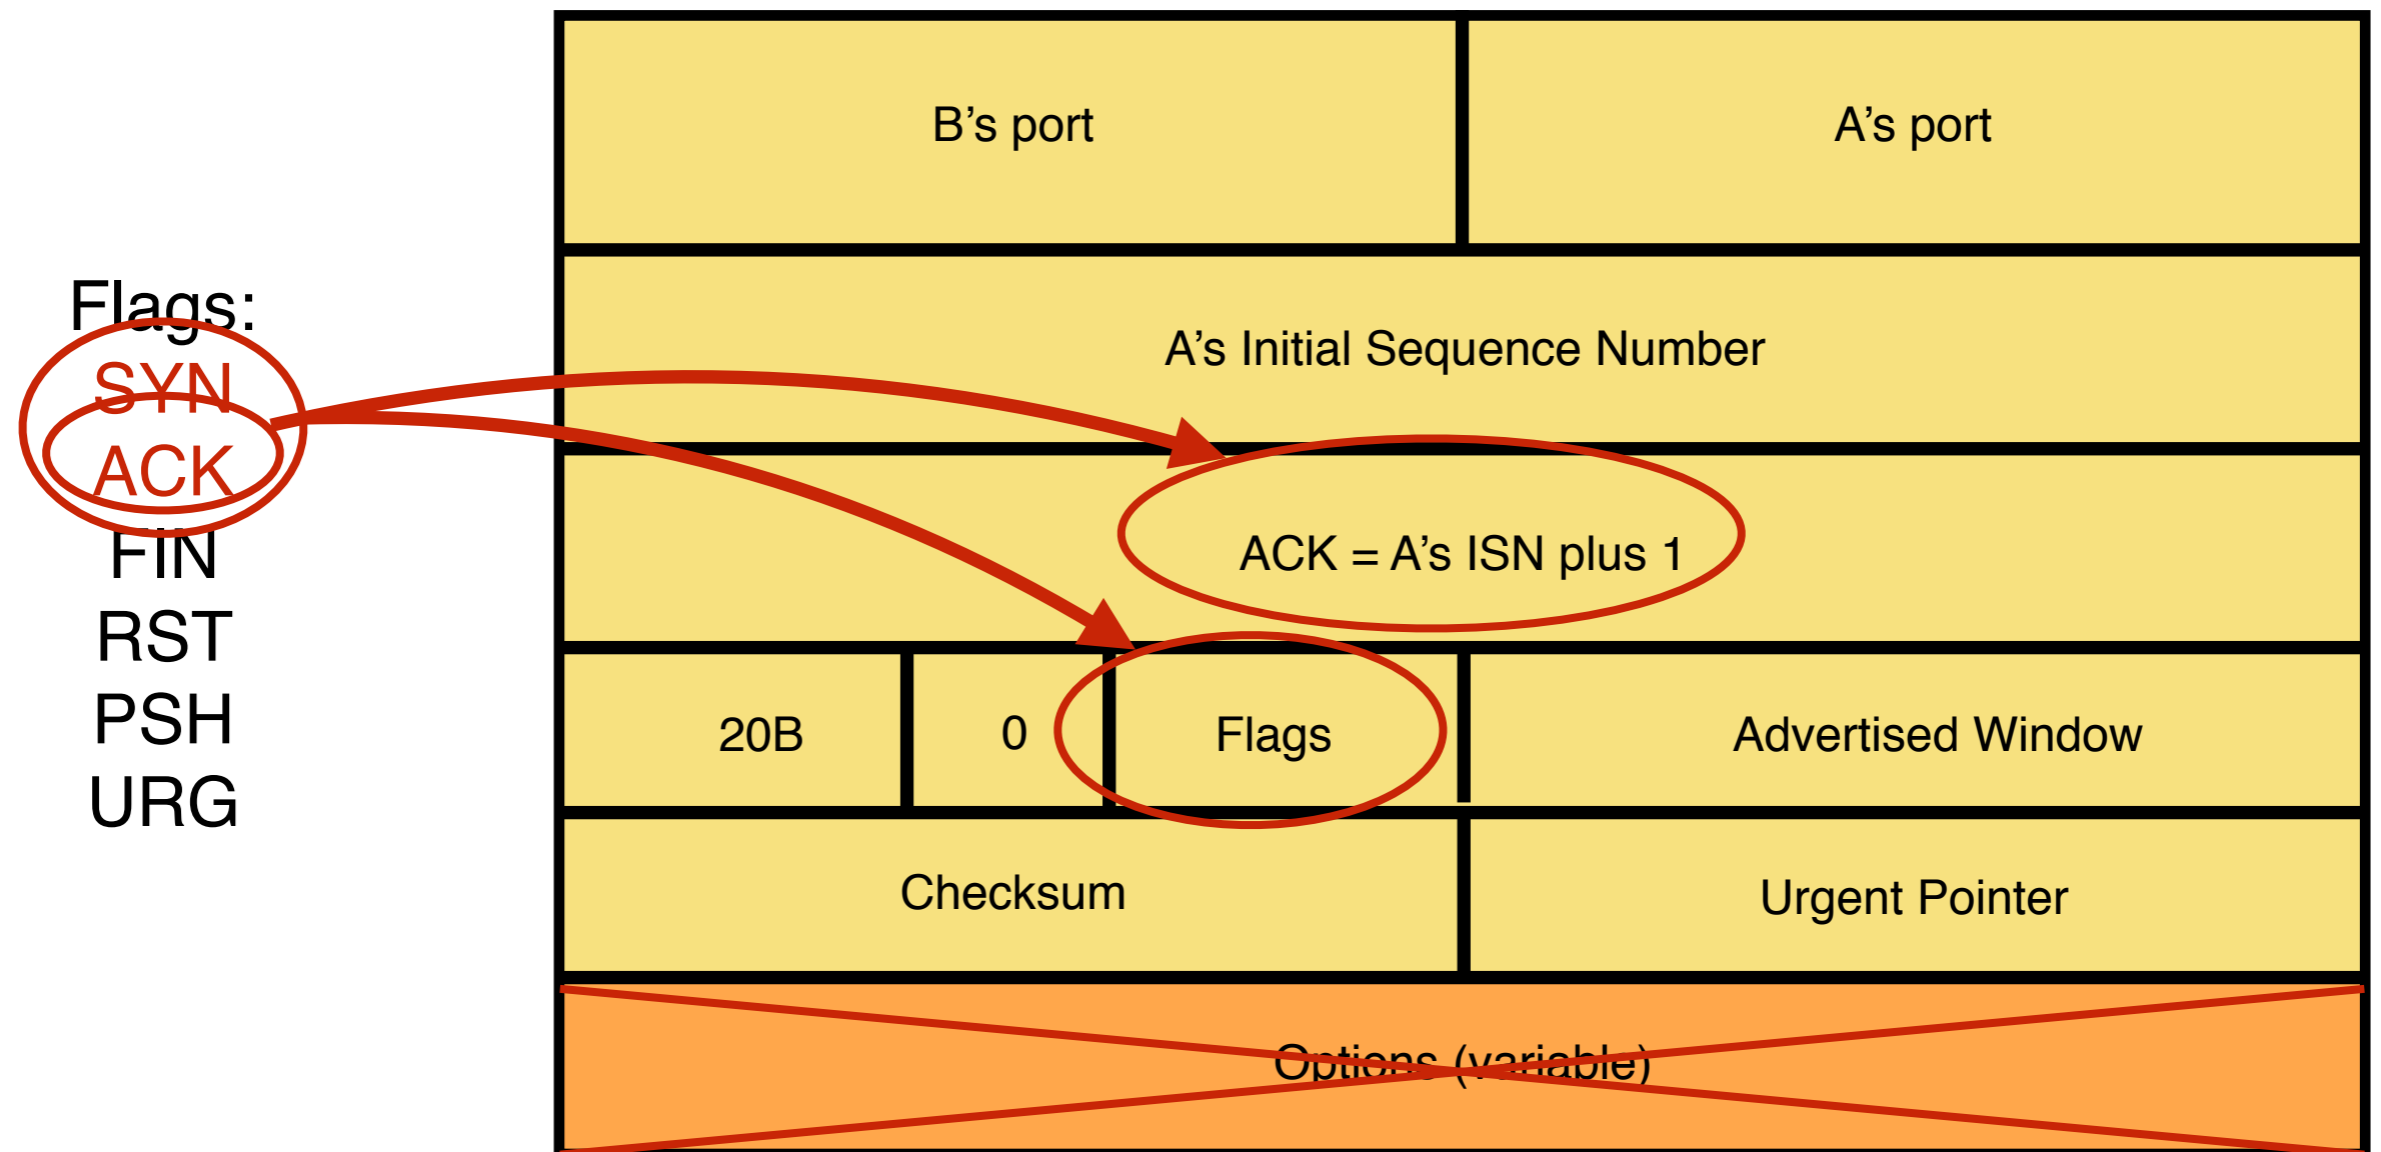 Flags:
SYN
ACK
FIN
RST
PSH
URG
B’s port
A’s port
A’s Initial Sequence Number
ACK = A’s ISN plus 1
20B
0
Flags
Advertised Window
Checksum
Urgent Pointer
Options (variable)